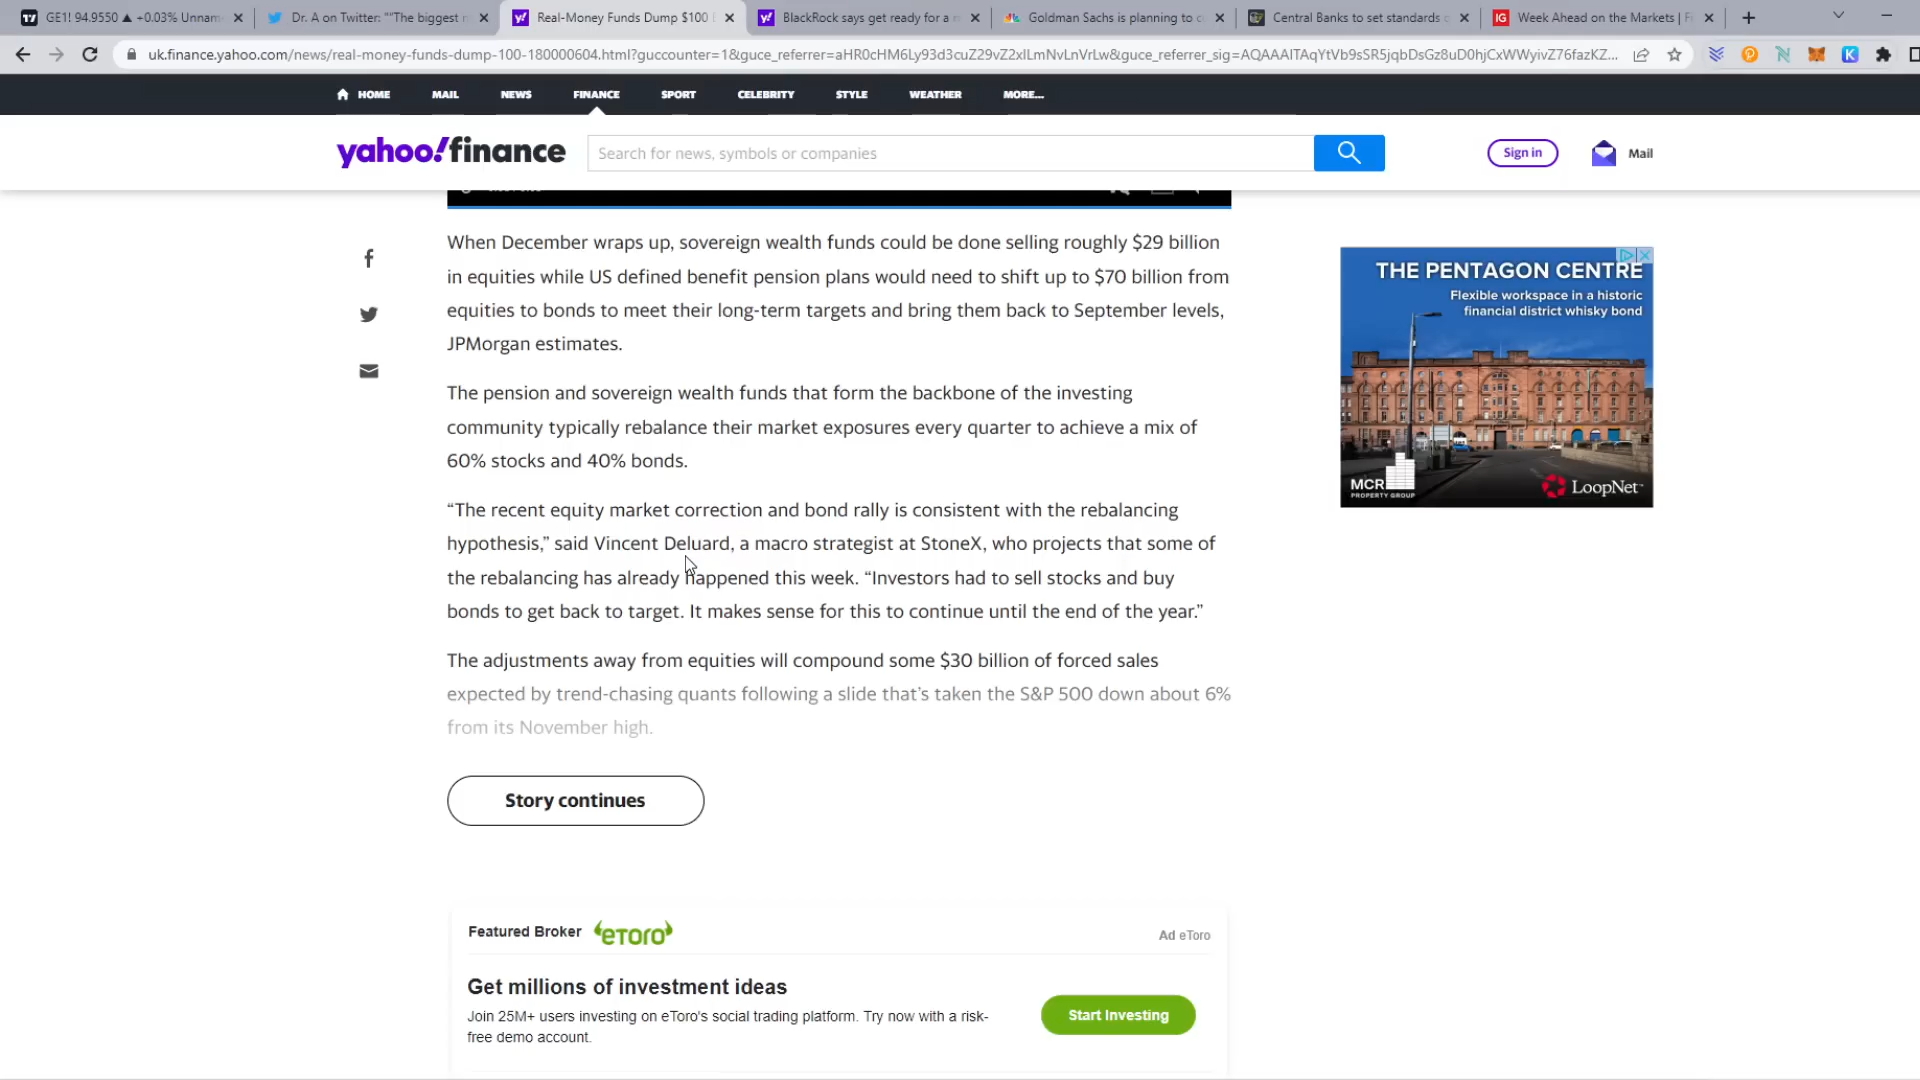 GE1! 94.9550 ▲ +0.03% Unnam
Dr. A on Twitter: "“The biggest r
Real-Money Funds Dump $100
BlackRock says get ready for a
Goldman Sachs is planning to c
Central Banks to set standards
Week Ahead on the Markets |
uk.finance.yahoo.com/news/real-money-funds-dump-100-180000604.html?guccounter=1&guce_referrer=aHR0cHM6Ly93d3cuZ29vZ2xlLmNvLnVrLw&guce_referrer_sig=AQAAAITAqYtVb9sSR5jqbDsGz8uD0hjCxWWyivZ76fazKZ...
HOME MAIL NEWS FINANCE SPORT CELEBRITY STYLE WEATHER MORE...
yahoo!finance
Search for news, symbols or companies
Sign in
Mail
When December wraps up, sovereign wealth funds could be done selling roughly $29 billion
in equities while US defined benefit pension plans would need to shift up to $70 billion from
equities to bonds to meet their long-term targets and bring them back to September levels,
JPMorgan estimates.
The pension and sovereign wealth funds that form the backbone of the investing
community typically rebalance their market exposures every quarter to achieve a mix of
60% stocks and 40% bonds.
“The recent equity market correction and bond rally is consistent with the rebalancing
hypothesis,” said Vincent Deluard, a macro strategist at StoneX, who projects that some of
the rebalancing has already happened this week. “Investors had to sell stocks and buy
bonds to get back to target. It makes sense for this to continue until the end of the year.”
The adjustments away from equities will compound some $30 billion of forced sales
expected by trend-chasing quants following a slide that’s taken the S&P 500 down about 6%
from its November high.
Story continues
THE PENTAGON CENTRE
Flexible workspace in a historic
financial district whisky bond
MCR
PROPERTY GROUP
LoopNet
Featured Broker eToro
Ad eToro
Get millions of investment ideas
Join 25M+ users investing on eToro's social trading platform. Try now with a risk-
free demo account.
Start Investing